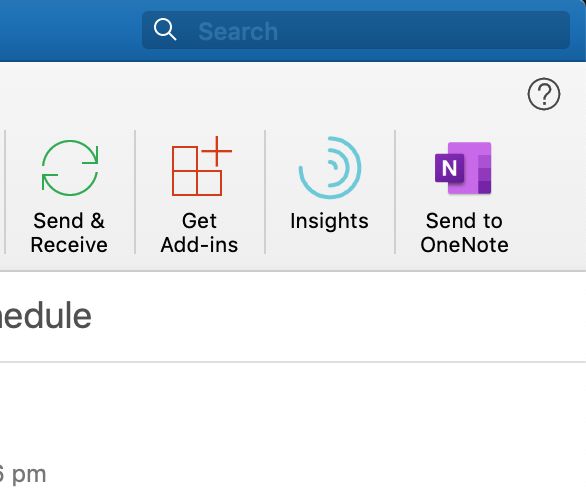 Search
?
Send &
Receive
Get
Add-ins
Insights
N
Send to
OneNote
hedule
6 pm